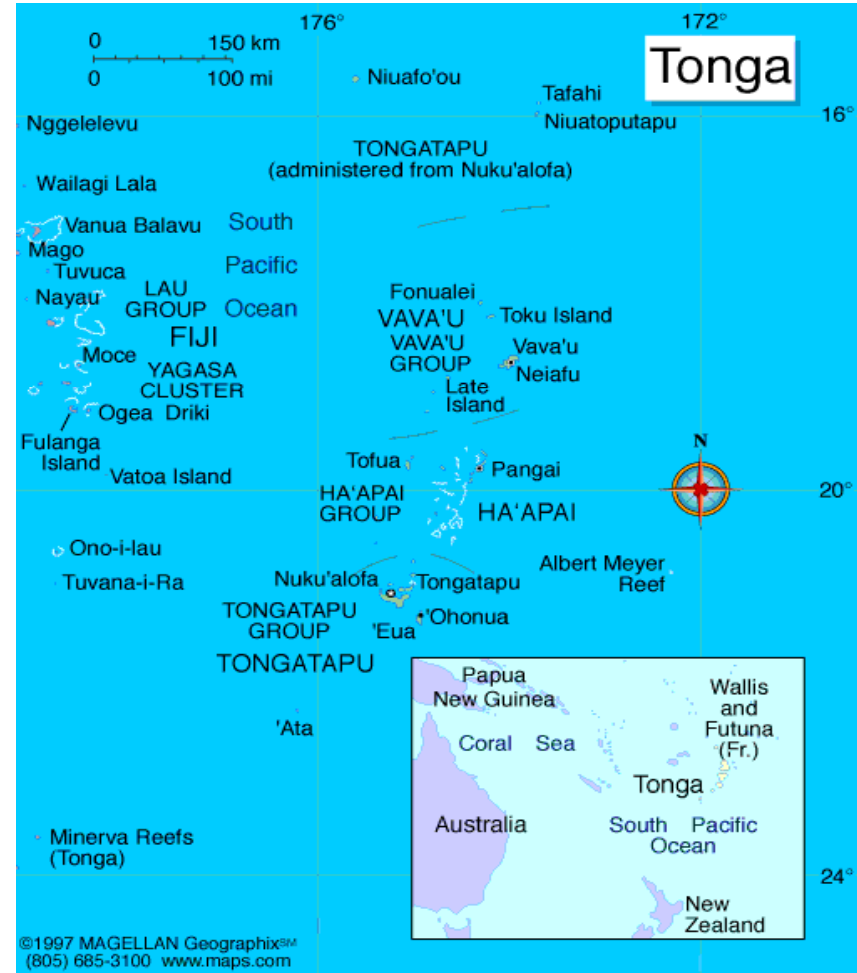 176°
172°
0 150 km
0 100 mi
Tonga
Niuafo'ou
Tafahi
Niuatoputapu
16°
Nggelelevu
TONGATAPU
(administered from Nuku'alofa)
Wailagi Lala
Vanua Balavu
South
Mago
Pacific
Tuvuca
Nayau
LAU
GROUP
Ocean
Fonualei
VAVA'U
Toku Island
FIJI
VAVA'U
GROUP
Vava'u
Moce
Neiafu
YAGASA
CLUSTER
Late
Island
Ogea Driki
Fulanga
Island
N
Tofua
Pangai
Vatoa Island
20°
HA'APAI
GROUP
HA'APAI
Ono-i-lau
Albert Meyer
Reef
Tuvana-i-Ra
Nuku'alofa
Tongatapu
TONGATAPU
GROUP
'Ohonua
'Eua
TONGATAPU
'Ata
Papua
New Guinea
Wallis
and
Futuna
(Fr.)
Coral Sea
Tonga
Australia
South Pacific
Ocean
New
Zealand
Minerva Reefs
(Tonga)
24°
©1997 MAGELLAN Geographix℠
(805) 685-3100 www.maps.com